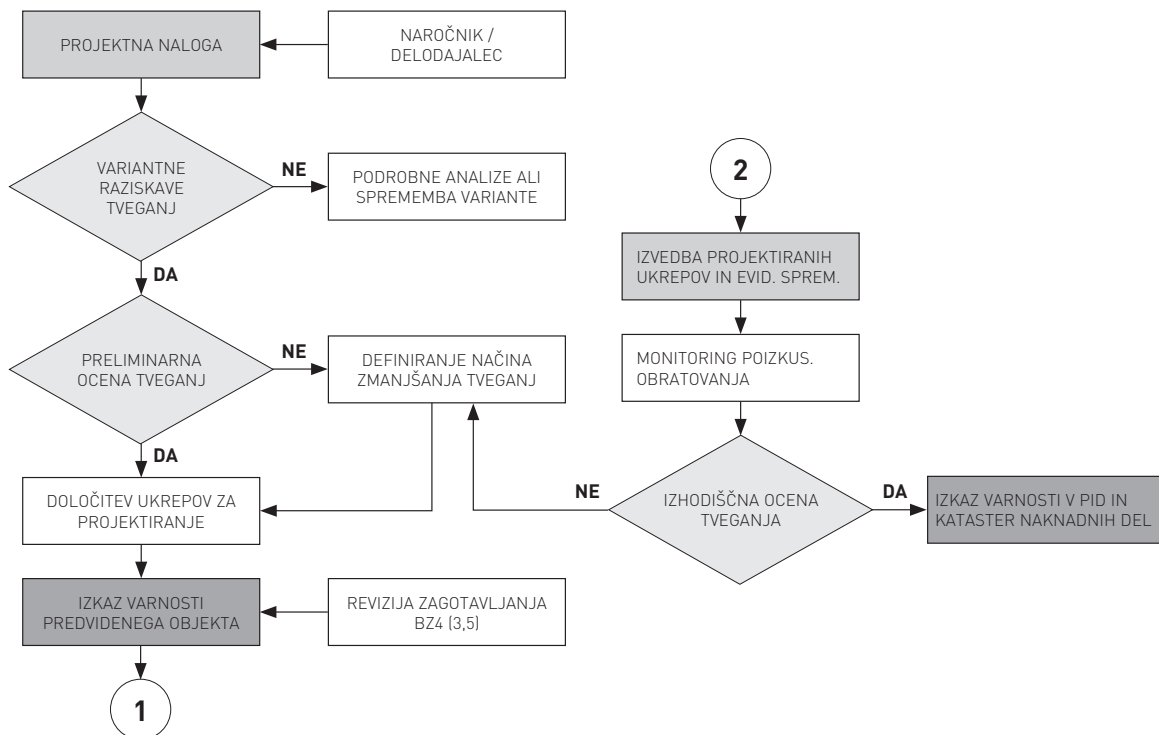 PROJEKTNA NALOGA
NAROČNIK /
DELODAJALEC
VARIANTNE
RAZISKAVE
TVEGANJ
NE
PODROBNE ANALIZE ALI
SPREMEMBA VARIANTE
DA
PRELIMINARNA
OCENA TVEGANJ
NE
DEFINIRANJE NAČINA
ZMANJŠANJA TVEGANJ
DA
DOLOČITEV UKREPOV ZA
PROJEKTIRANJE
IZKAZ VARNOSTI
PREDVIDENEGA OBJEKTA
REVIZIJA ZAGOTAVLJANJA
BZ4 (3,5)
1
2
IZVEDBA PROJEKTIRANIH
UKREPOV IN EVID. SPREM.
MONITORING POIZKUS.
OBRATOVANJA
NE
IZHODIŠČNA OCENA
TVEGANJA
DA
IZKAZ VARNOSTI V PID IN
KATASTER NAKNADNIH DEL